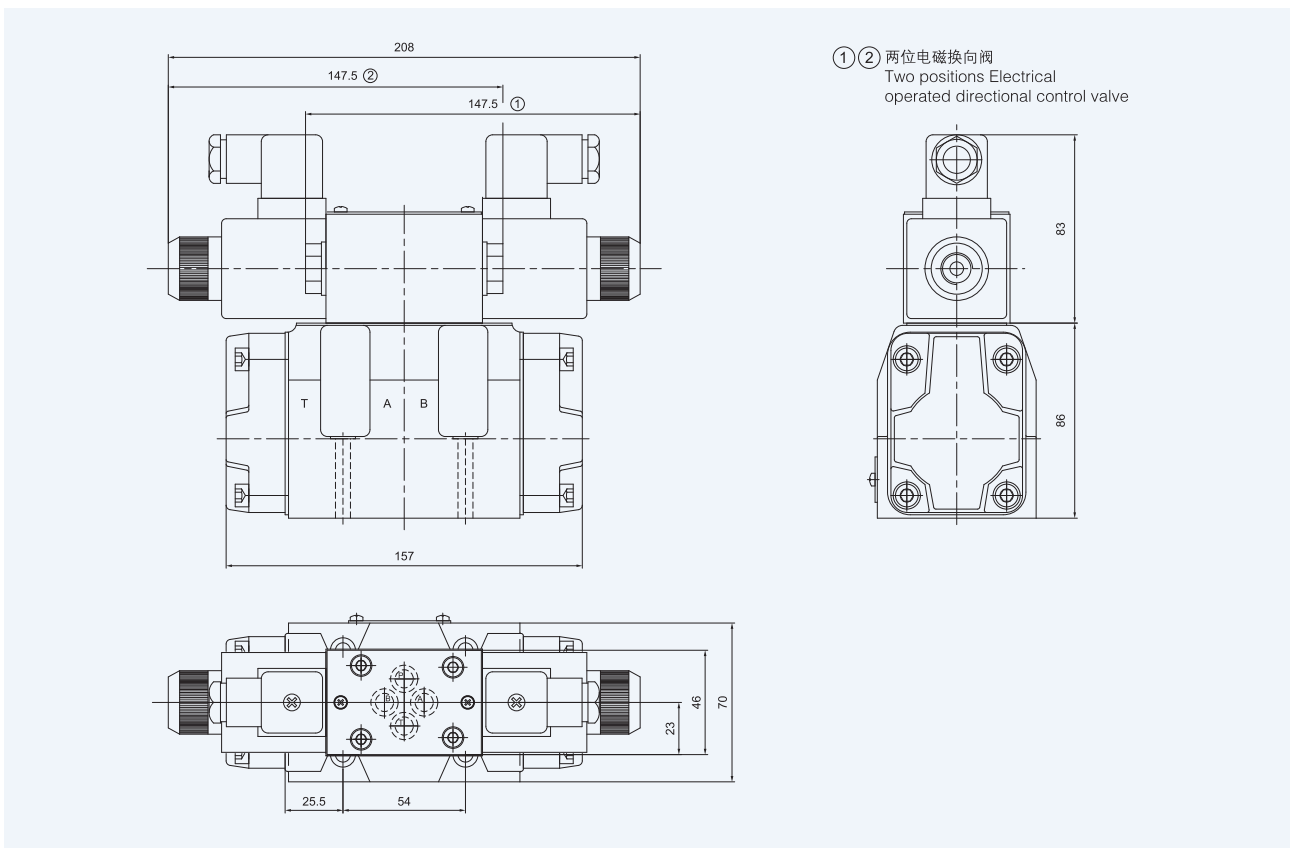 208
147.5 ②
147.5 ①
①② 两位电磁换向阀
Two positions Electrical
operated directional control valve
83
T A B
86
157
P
B A
T
23
46
70
25.5
54